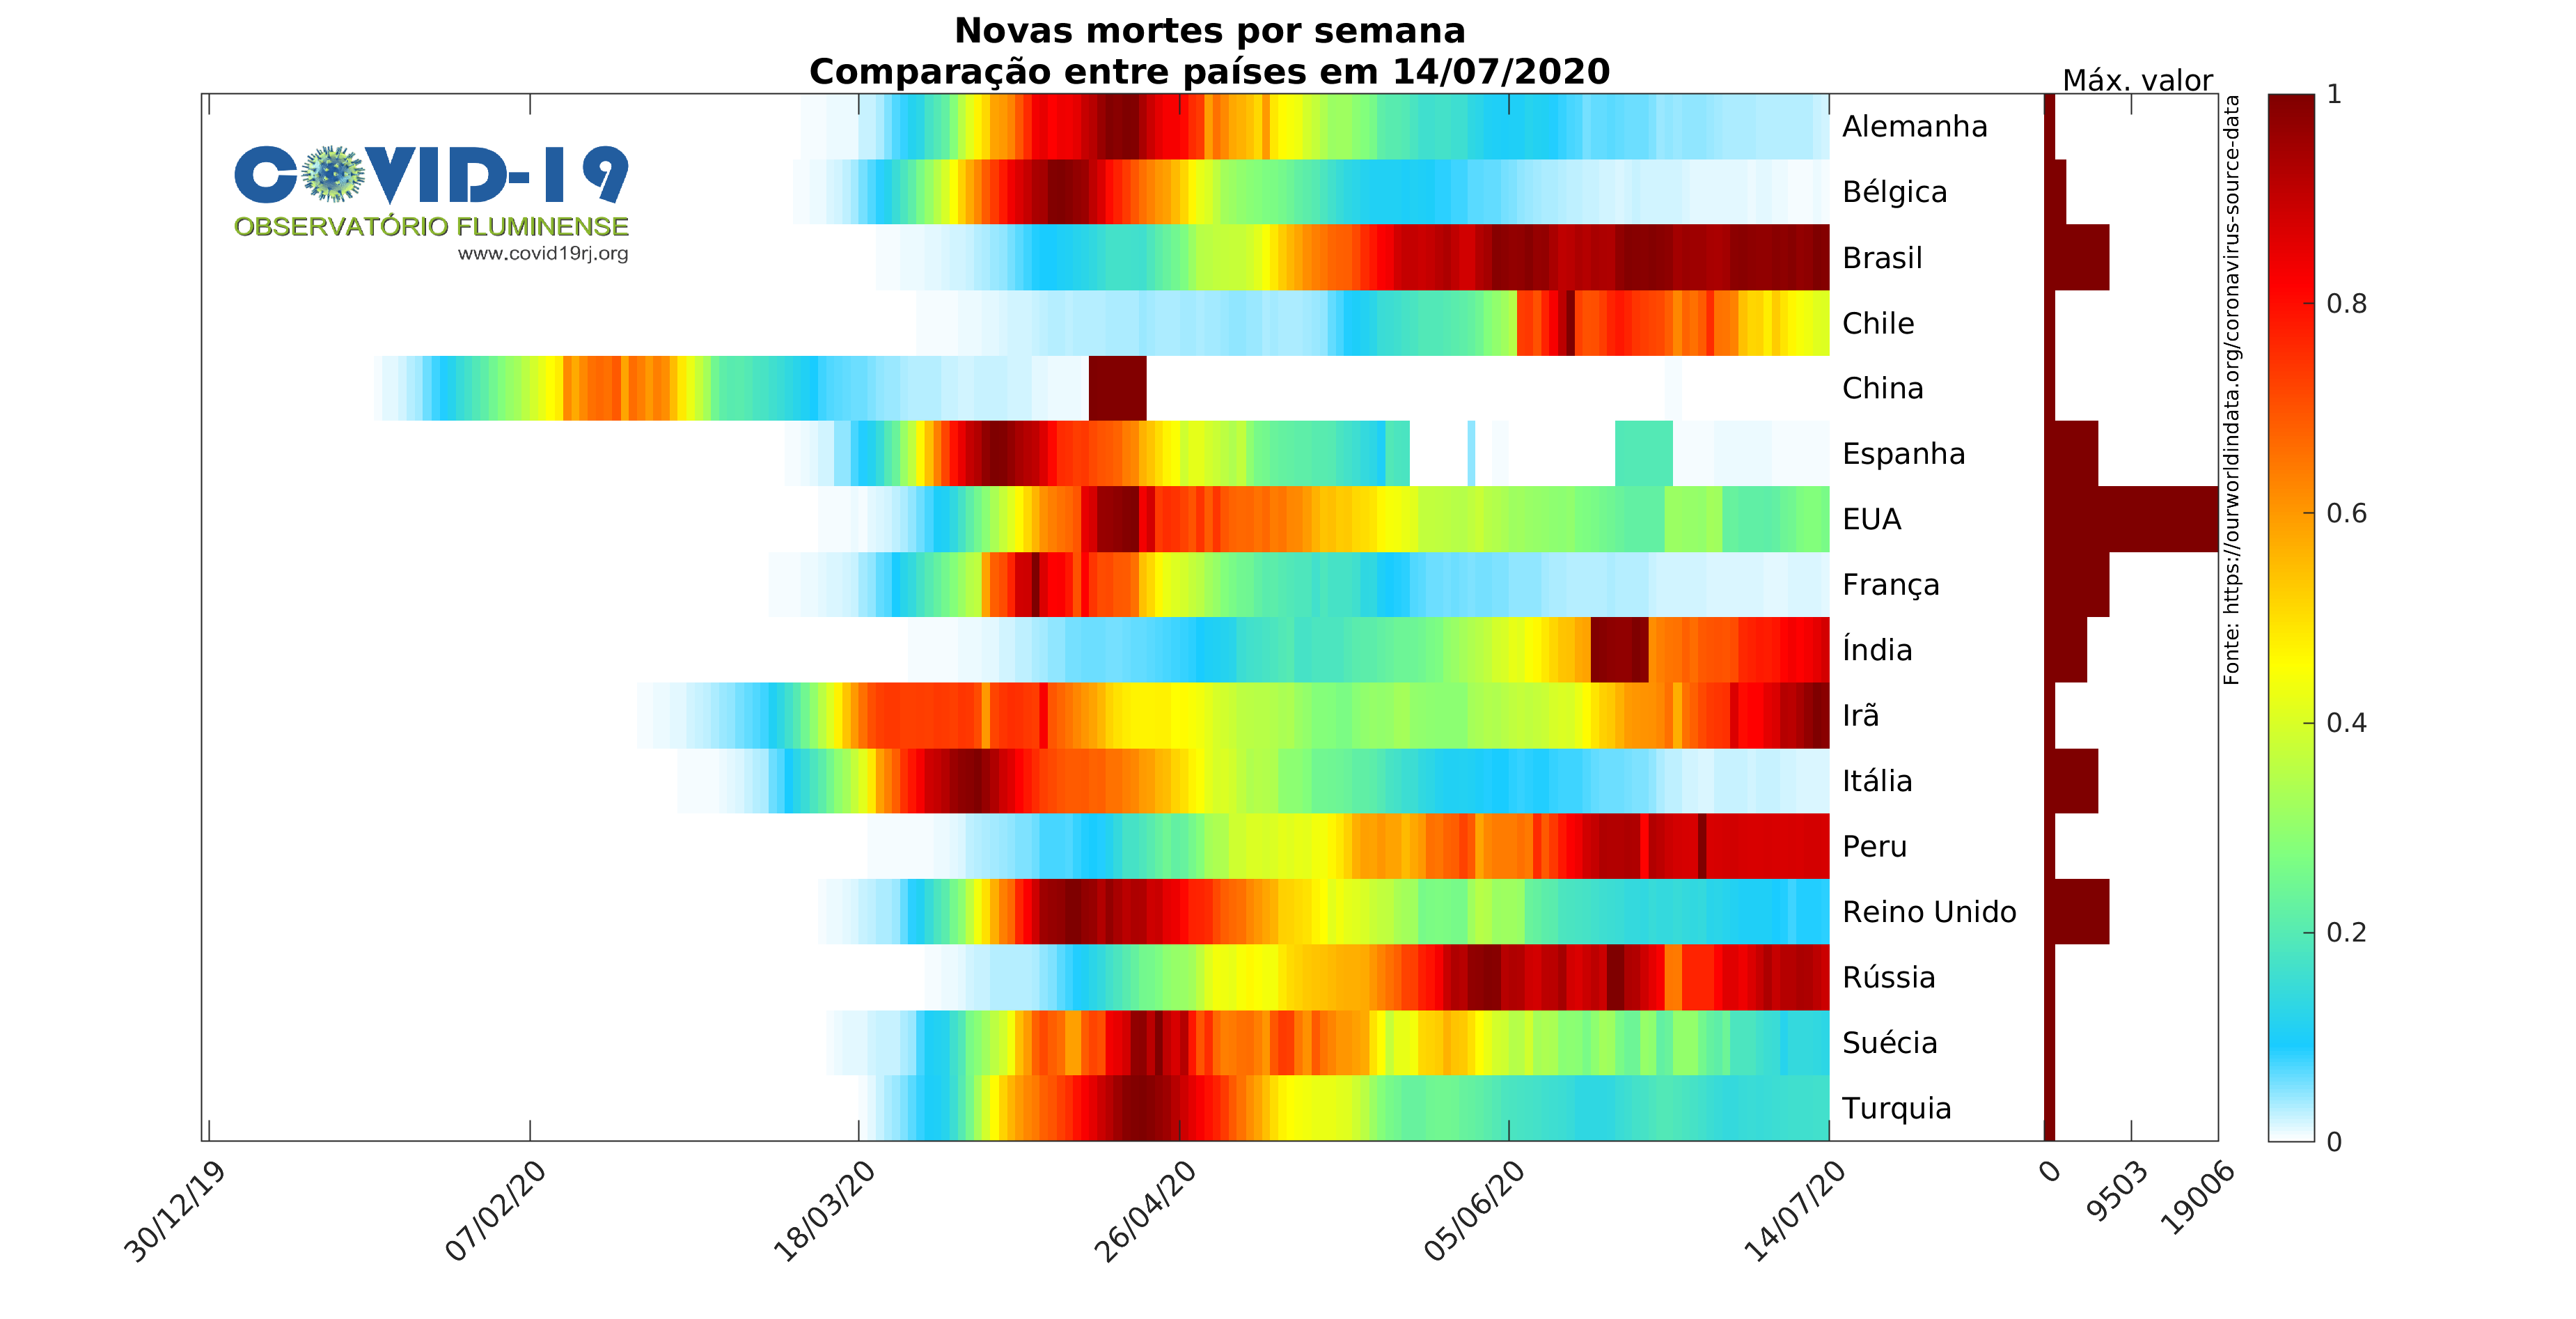 Novas mortes por semana
Comparação entre países em 14/07/2020
Máx. valor
COVID-19
OBSERVATÓRIO FLUMINENSE
www.covid19rj.org
Alemanha
Bélgica
Brasil
Chile
China
Espanha
EUA
França
Índia
Irã
Itália
Peru
Reino Unido
Rússia
Suécia
Turquia
Fonte: https://ourworldindata.org/coronavirus-source-data
1
0.8
0.6
0.4
0.2
0
30/12/19
07/02/20
18/03/20
26/04/20
05/06/20
14/07/20
0
9503
19006